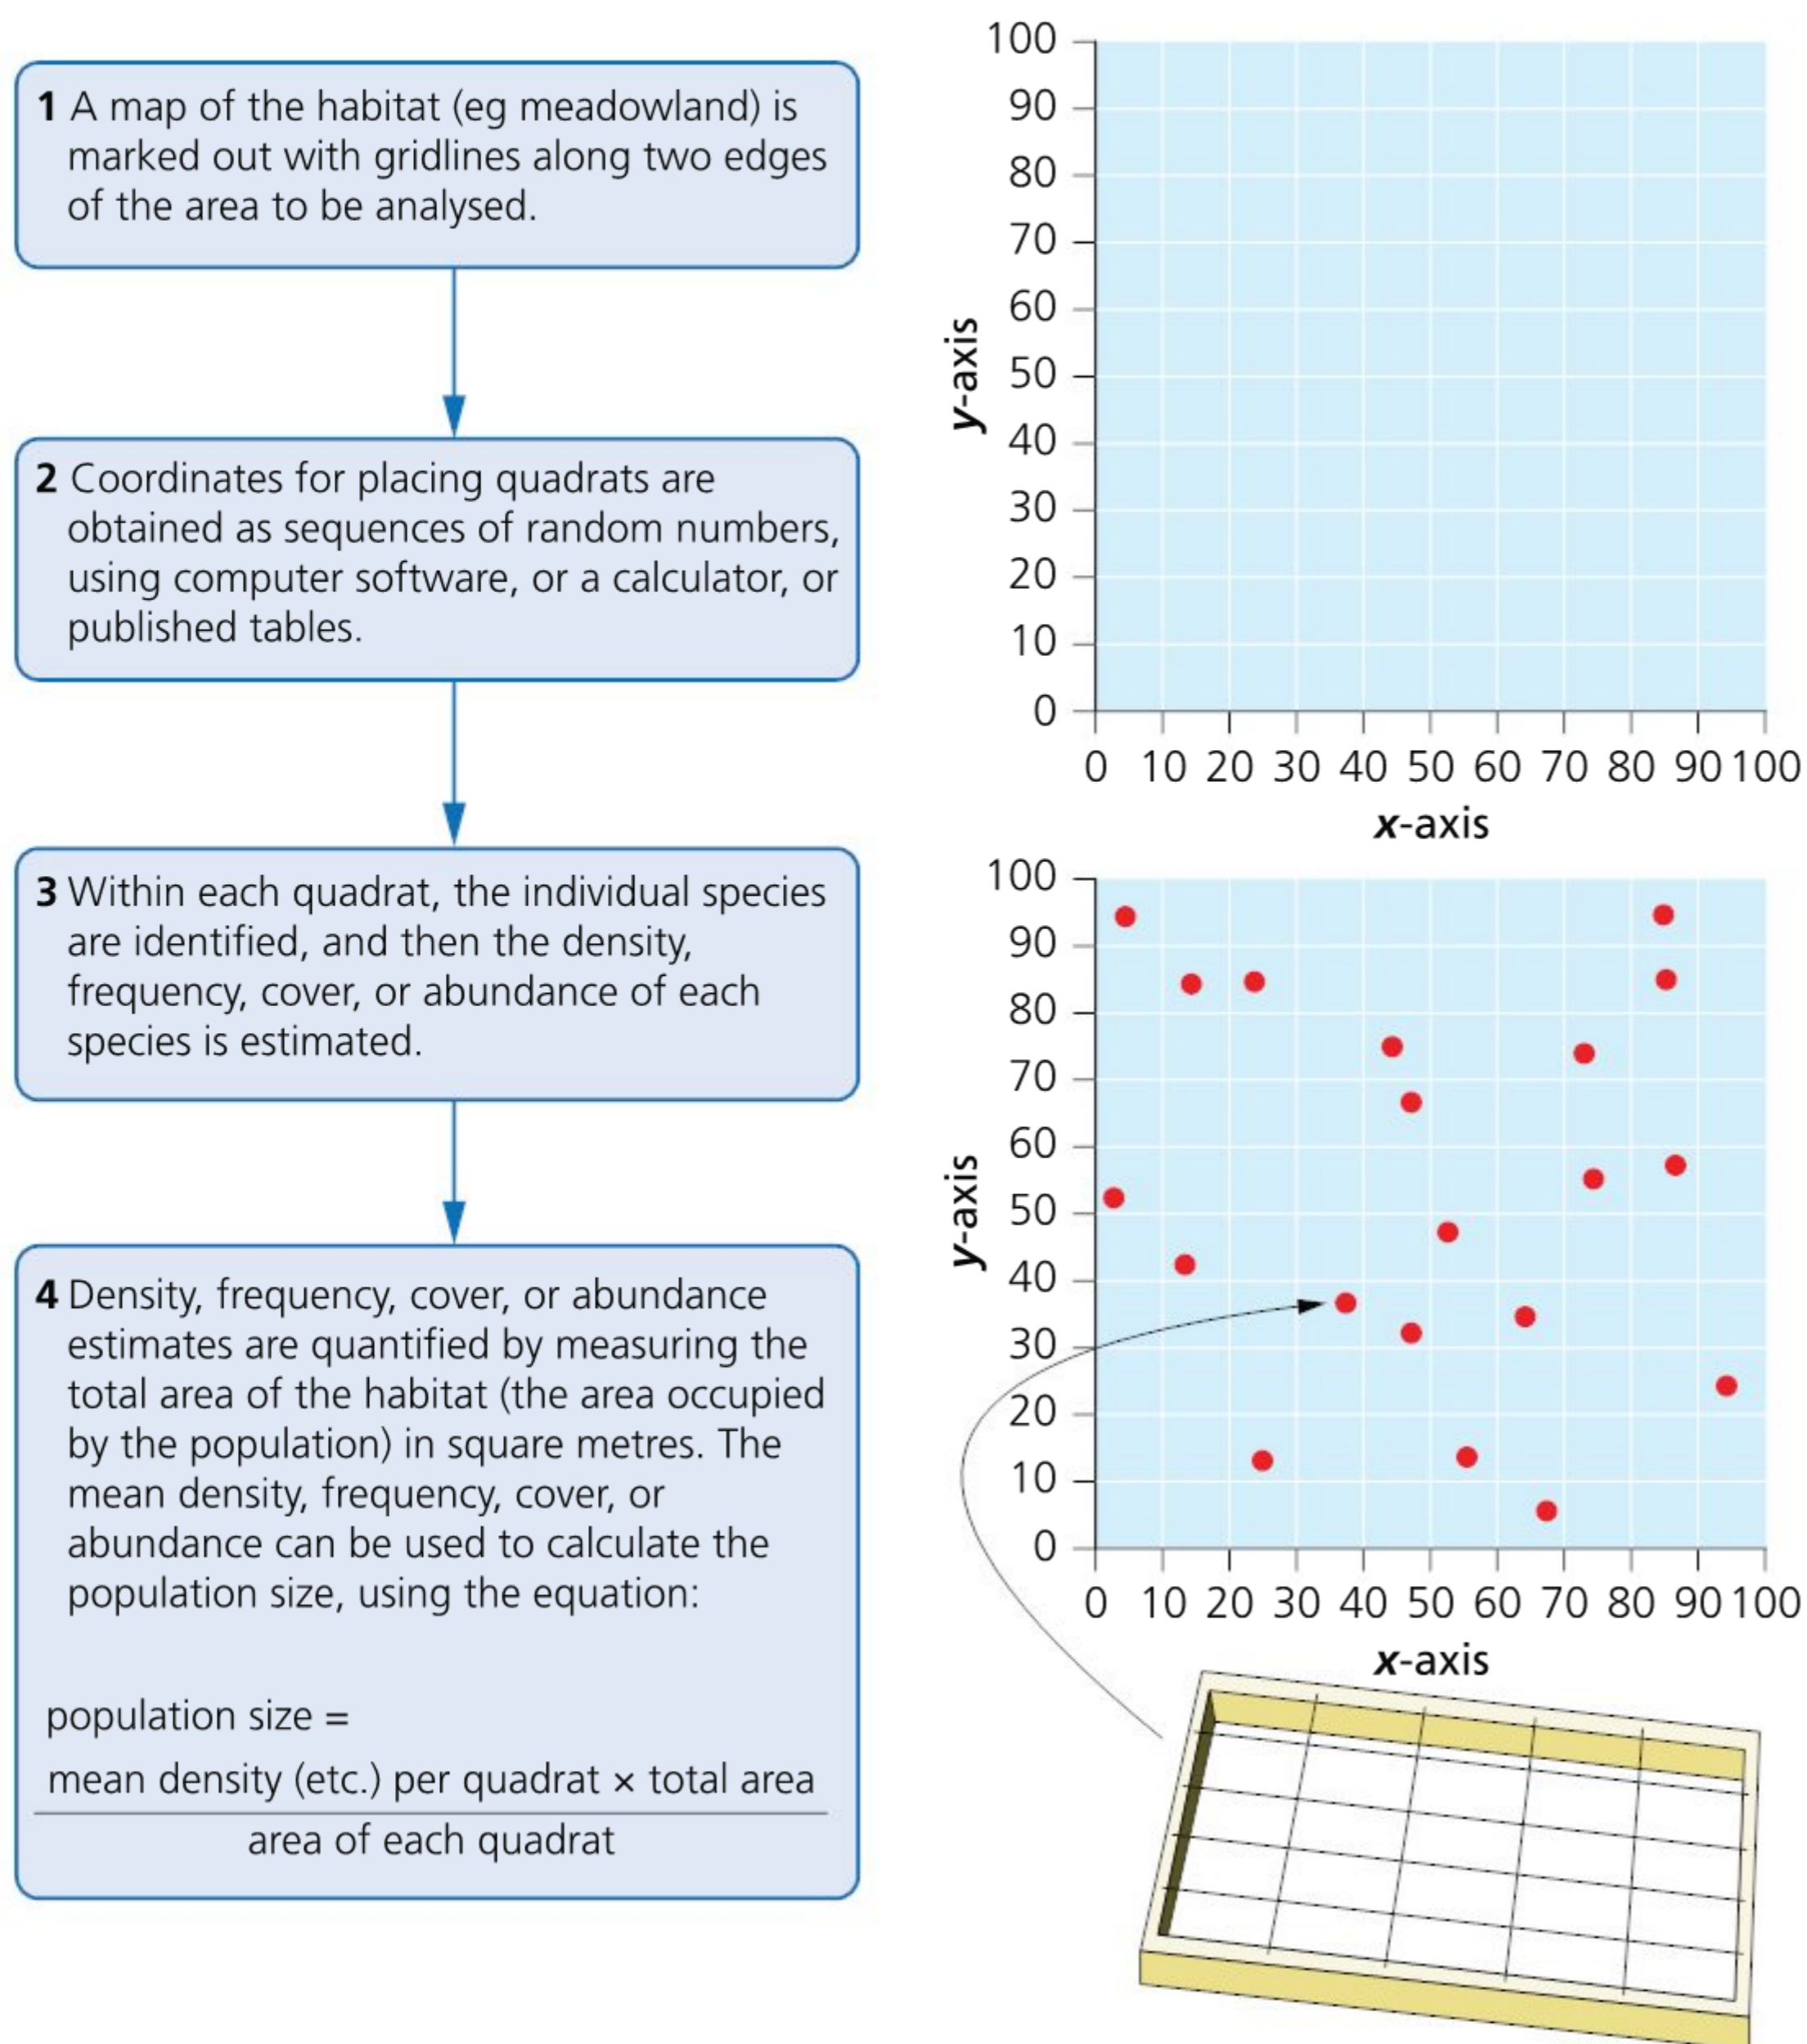 1 A map of the habitat (eg meadowland) is
marked out with gridlines along two edges
of the area to be analysed.
2 Coordinates for placing quadrats are
obtained as sequences of random numbers,
using computer software, or a calculator, or
published tables.
3 Within each quadrat, the individual species
are identified, and then the density,
frequency, cover, or abundance of each
species is estimated.
4 Density, frequency, cover, or abundance
estimates are quantified by measuring the
total area of the habitat (the area occupied
by the population) in square metres. The
mean density, frequency, cover, or
abundance can be used to calculate the
population size, using the equation:
population size =
mean density (etc.) per quadrat × total area
area of each quadrat
100
90
80
70
60
50
40
30
20
10
0
y-axis
0 10 20 30 40 50 60 70 80 90 100
x-axis
100
90
80
70
60
50
40
30
20
10
0
y-axis
0 10 20 30 40 50 60 70 80 90 100
x-axis